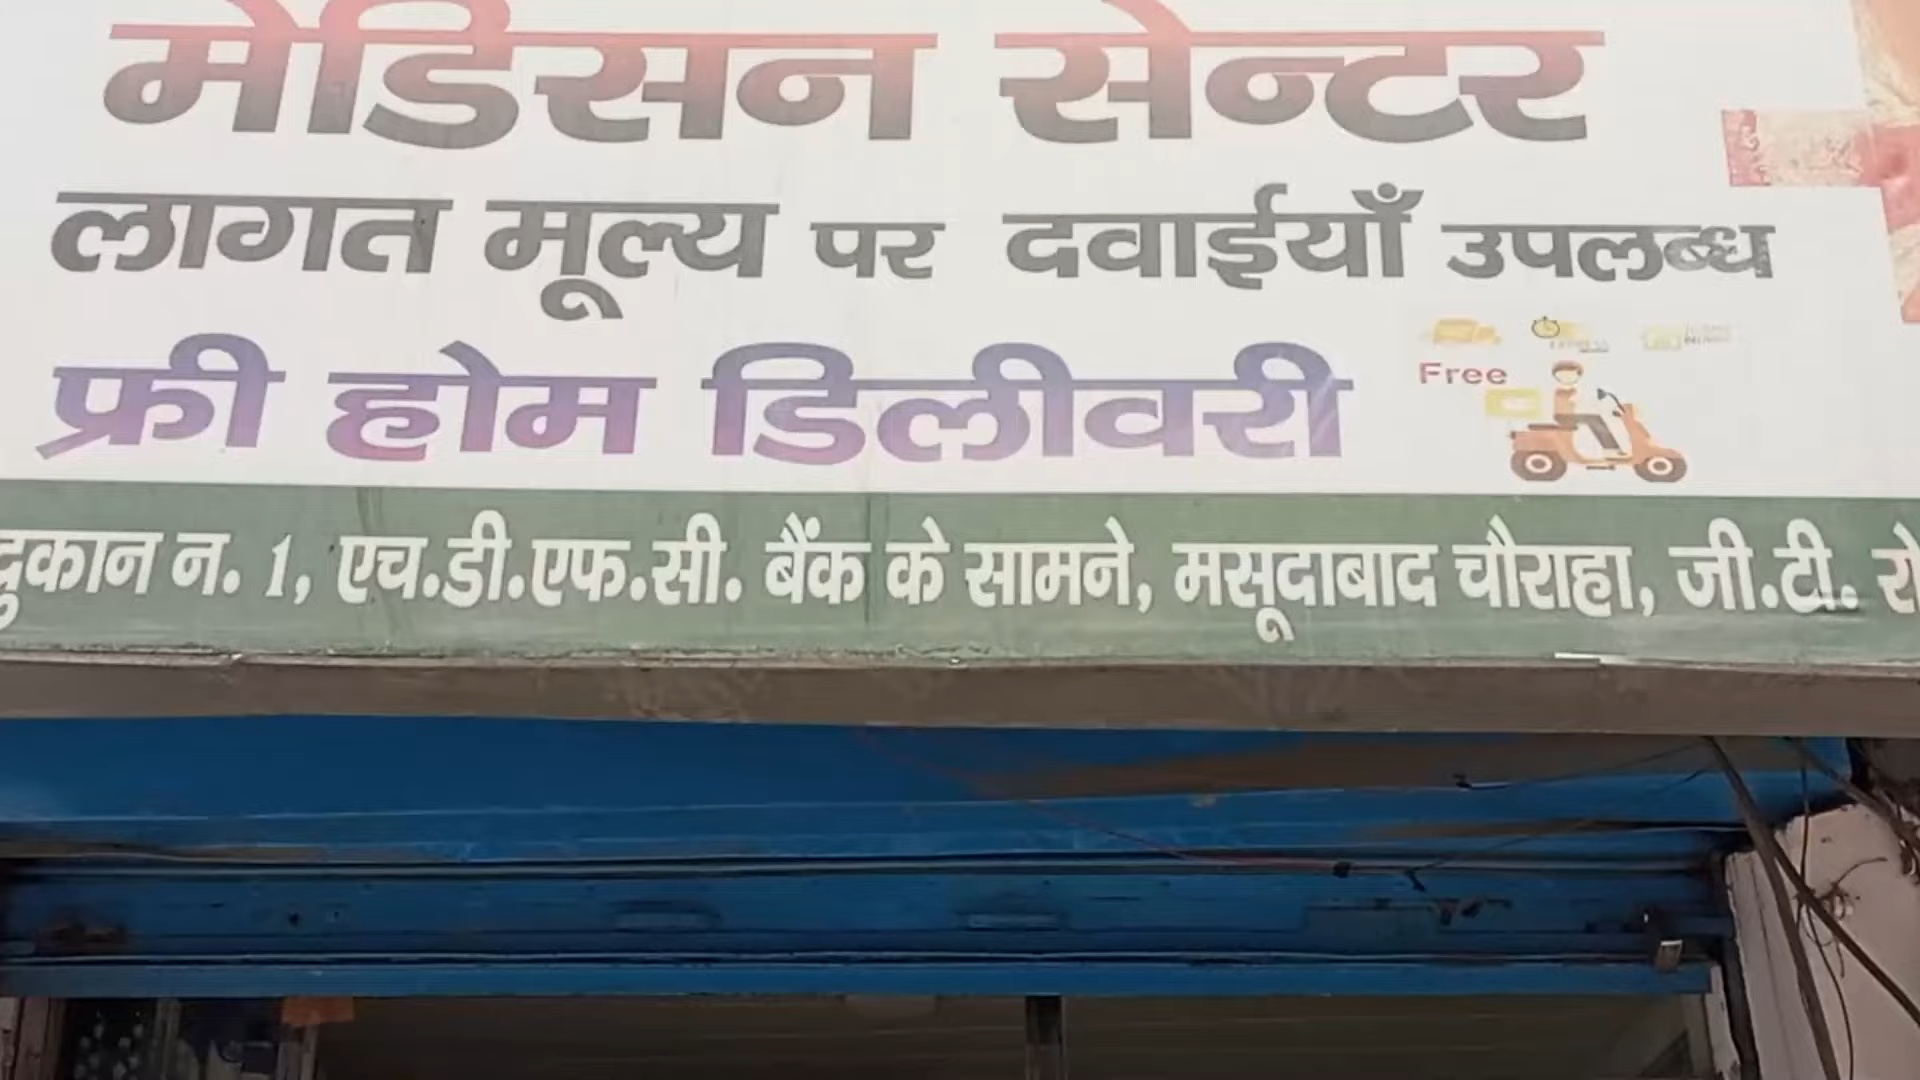 मेडिसन सेन्टर
लागत मूल्य पर दवाईयाँ उपलब्ध
फ्री होम डिलीवरी
Free
दुकान न. 1, एच.डी.एफ.सी. बैंक के सामने, मसूदाबाद चौराहा, जी.टी.